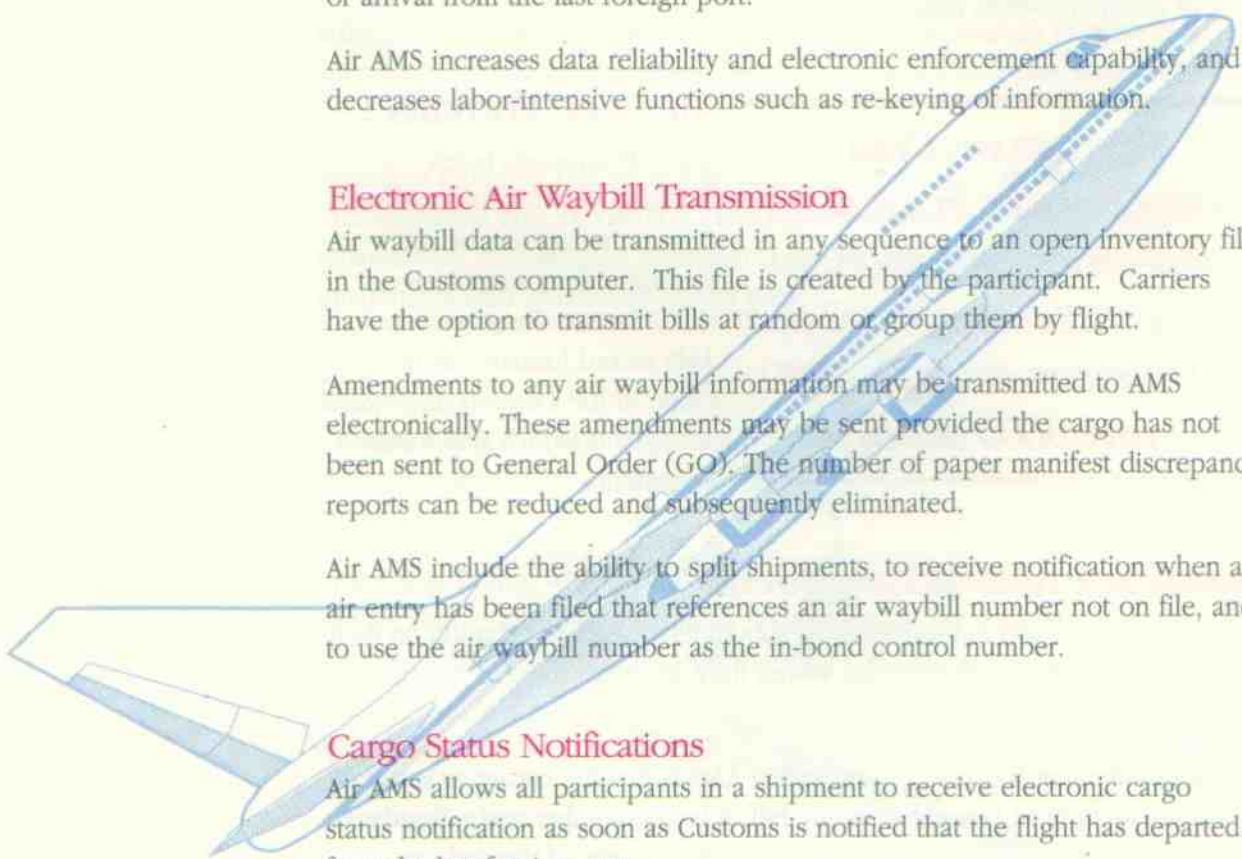 of arrival from the last foreign port.
Air AMS increases data reliability and electronic enforcement capability, and
decreases labor-intensive functions such as re-keying of information.
Electronic Air Waybill Transmission
Air waybill data can be transmitted in any sequence to an open inventory fil
in the Customs computer. This file is created by the participant. Carriers
have the option to transmit bills at random or group them by flight.
Amendments to any air waybill information may be transmitted to AMS
electronically. These amendments may be sent provided the cargo has not
been sent to General Order (GO). The number of paper manifest discrepanc
reports can be reduced and subsequently eliminated.
Air AMS include the ability to split shipments, to receive notification when a
air entry has been filed that references an air waybill number not on file, an
to use the air waybill number as the in-bond control number.
Cargo Status Notifications
Air AMS allows all participants in a shipment to receive electronic cargo
status notification as soon as Customs is notified that the flight has departed